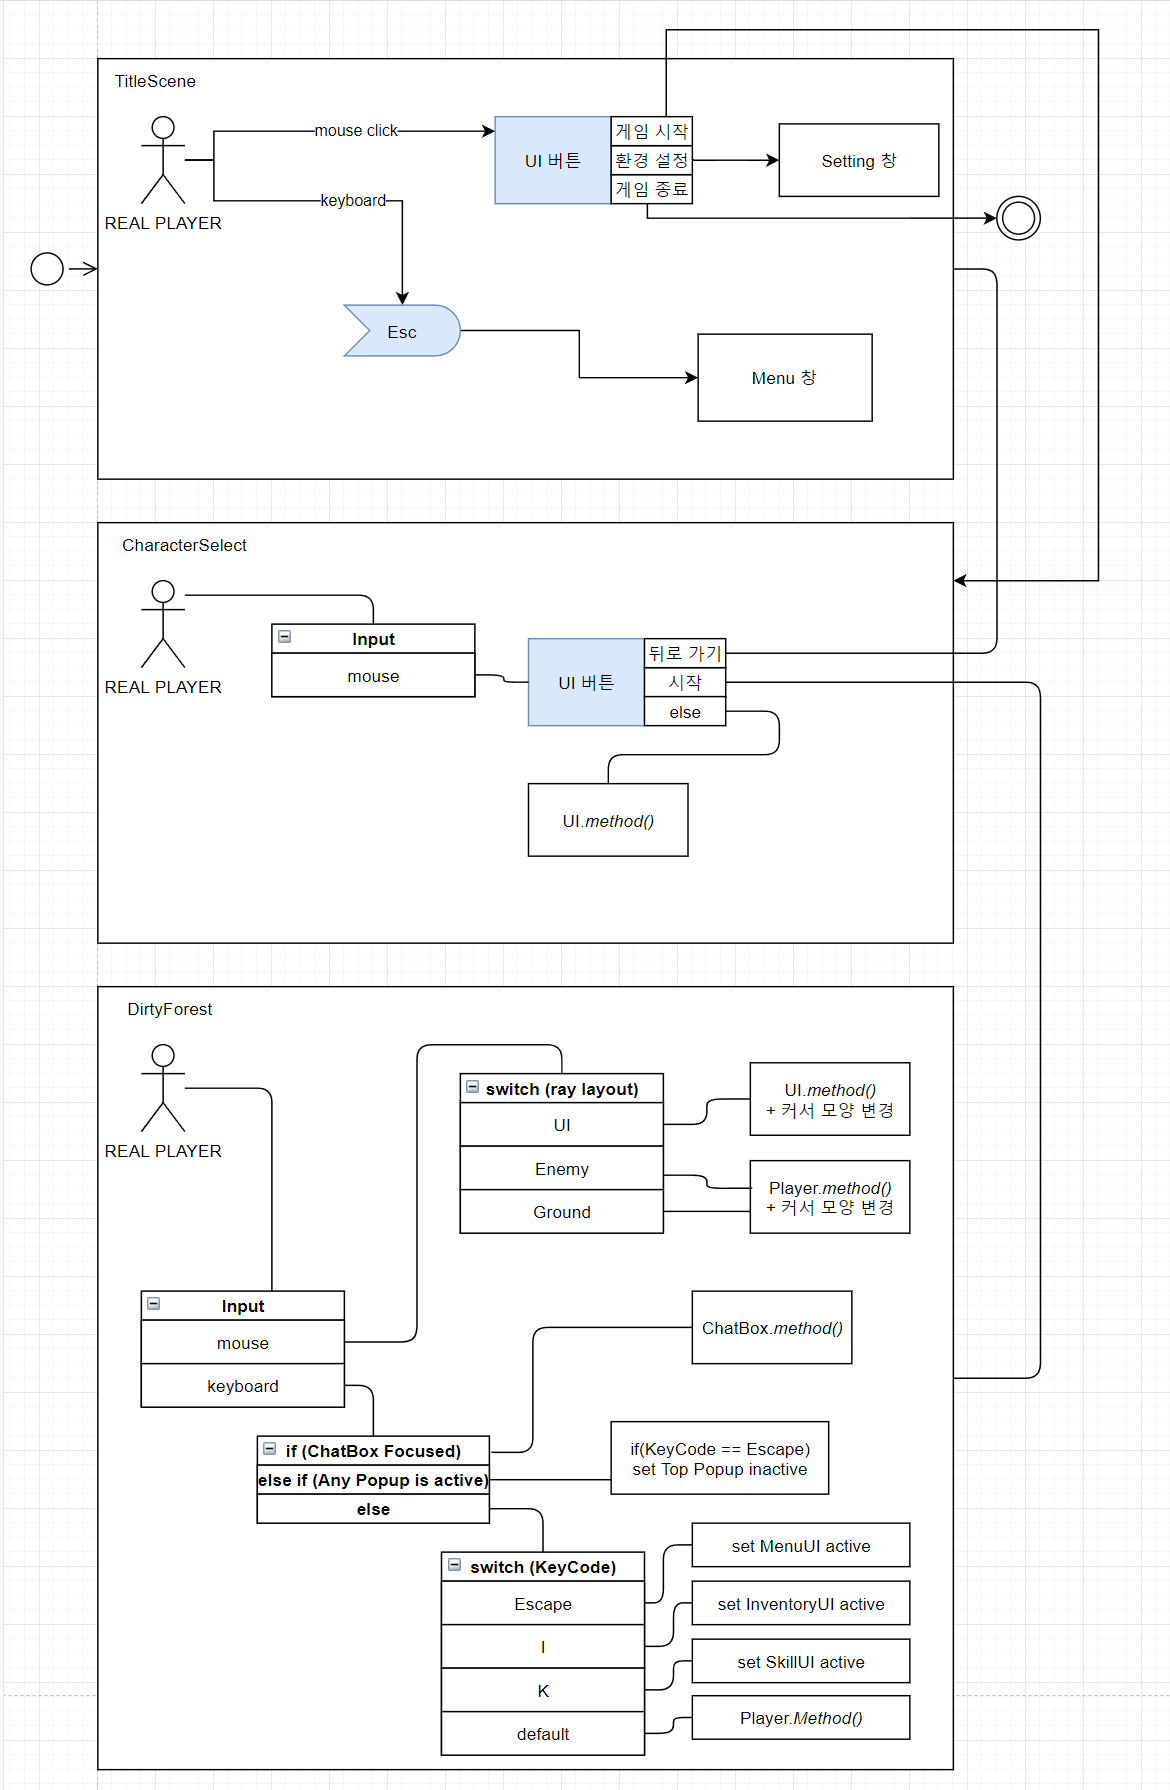 TitleScene
mouse click
REAL PLAYER
keyboard
UI 버튼
게임 시작
환경 설정
게임 종료
Setting 창
Esc
Menu 창
CharacterSelect
REAL PLAYER
Input
mouse
UI 버튼
뒤로 가기
시작
else
UI.method()
DirtyForest
REAL PLAYER
switch (ray layout)
UI
Enemy
Ground
UI.method()
+ 커서 모양 변경
Player.method()
+ 커서 모양 변경
Input
mouse
keyboard
ChatBox.method()
if (ChatBox Focused)
else if (Any Popup is active)
else
if(KeyCode == Escape)
set Top Popup inactive
switch (KeyCode)
Escape
I
K
default
set MenuUI active
set InventoryUI active
set SkillUI active
Player.Method()